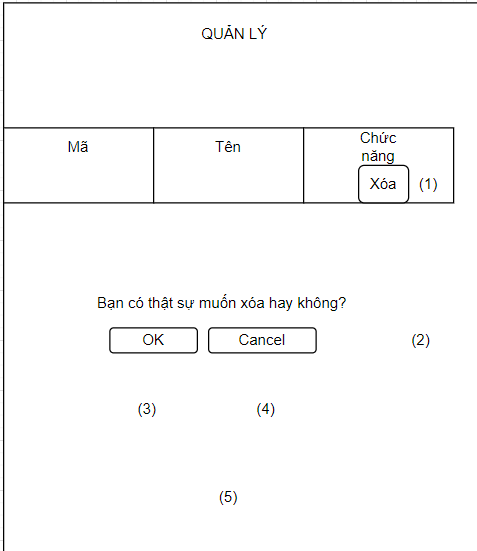 QUẢN LÝ
Mã
Tên
Chức
năng
Xóa
(1)
Bạn có thật sự muốn xóa hay không?
OK
Cancel
(2)
(3)
(4)
(5)